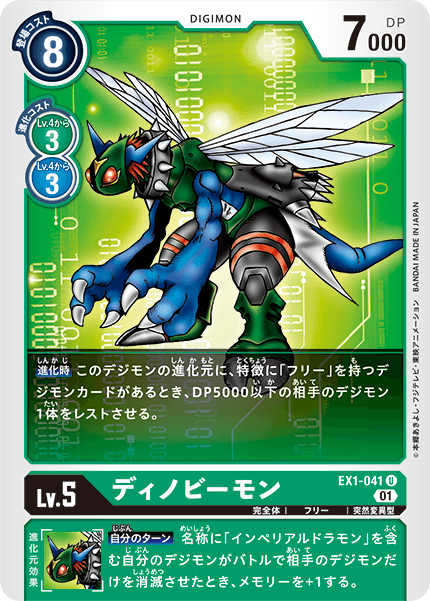 DIGIMON
登場コスト
8
DP
7000
進化コスト
Lv.4から
3
Lv.4から
3
BANDAI MADE IN JAPAN
©本郷あきよし・フジテレビ・東映アニメーション
進化時 このデジモンの進化元に、特徴に「フリー」を持つデ
ジモンカードがあるとき、DP5000以下の相手のデジモン
1体をレストさせる。
EX1-041 U
01
Lv.5
ディノビーモン
完全体 | フリー | 突然変異型
進化元効果
自分のターン 名称に「インペリアルドラモン」を含
む自分のデジモンがバトルで相手のデジモンだ
けを消滅させたとき、メモリーを+1する。